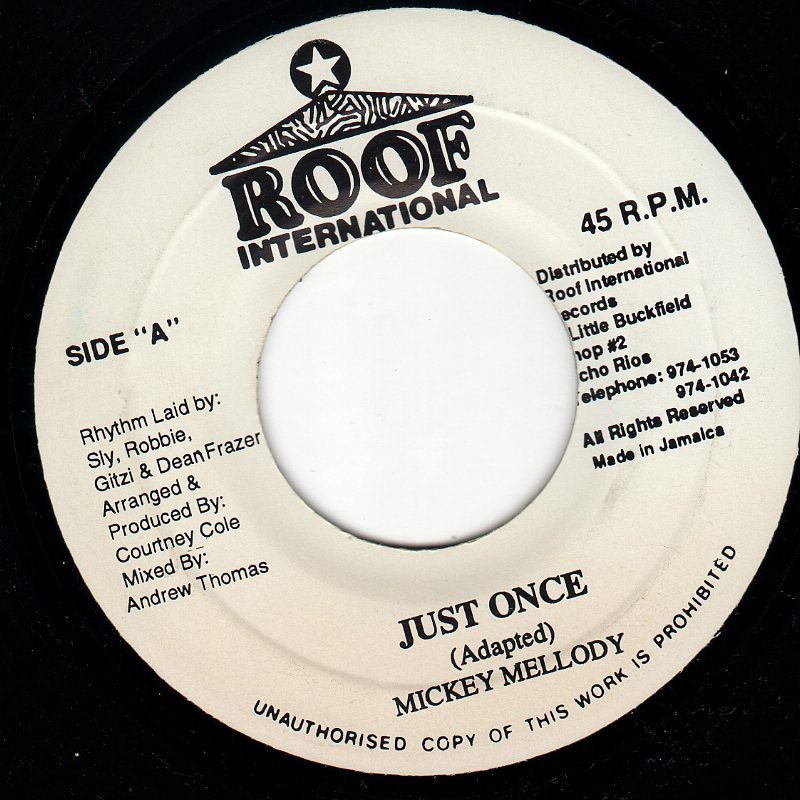 ROOF
INTERNATIONAL
45 R.P.M.
Distributed by
Roof International
ecords
Little Buckfield
hop #2
cho Rios
elephone: 974-1053
974-1042
All Rights Reserved
Made in Jamaica
SIDE "A"
Rhythm Laid by:
Sly, Robbie,
Gitzi & Dean Frazer
Arranged &
Produced By:
Courtney Cole
Mixed By:
Andrew Thomas
JUST ONCE
(Adapted)
MICKEY MELLODY
UNAUTHORISED COPY OF THIS WORK IS PROHIBITED